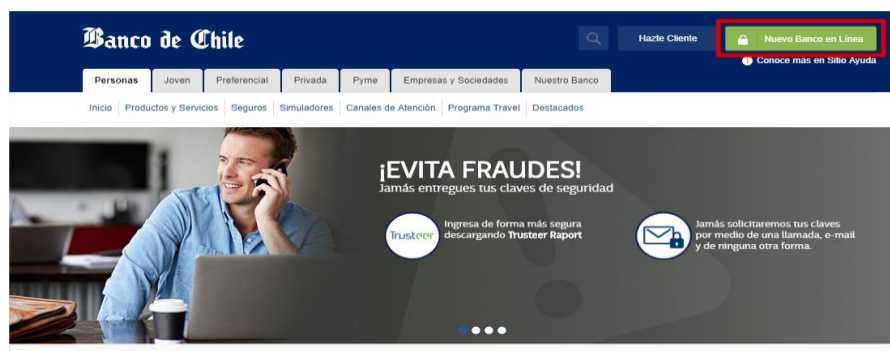 Banco de Chile
Hazte Cliente
Nuevo Banco en Línea
Conoce más en Sitio Ayuda
Personas
Joven
Preferencial
Privada
Pyme
Empresas y Sociedades
Nuestro Banco
Inicio
Productos y Servicios
Seguros
Simuladores
Canales de Atención
Programa Travel
Destacados
¡EVITA FRAUDES!
Jamás entregues tus claves de seguridad
Trusteer
Ingresa de forma más segura
descargando Trusteer Raport
Jamás solicitaremos tus claves
por medio de una llamada, e-mail
y de ninguna otra forma.